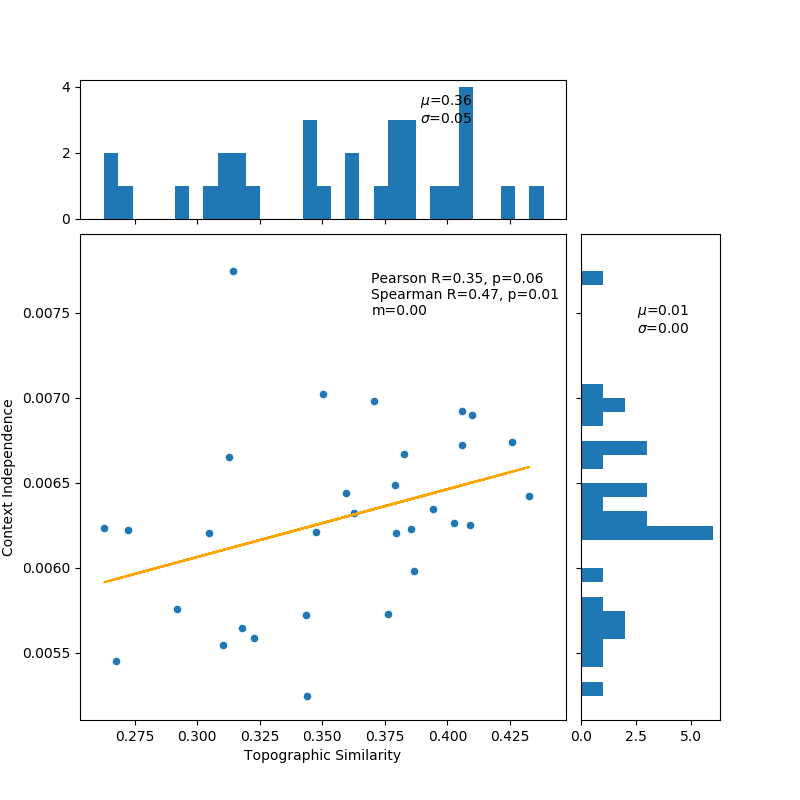 4
2
0
μ=0.36
σ=0.05
Pearson R=0.35, p=0.06
Spearman R=0.47, p=0.01
m=0.00
μ=0.01
σ=0.00
0.0075
0.0070
0.0065
0.0060
0.0055
Context Independence
0.275 0.300 0.325 0.350 0.375 0.400 0.425
Topographic Similarity
0.0 2.5 5.0